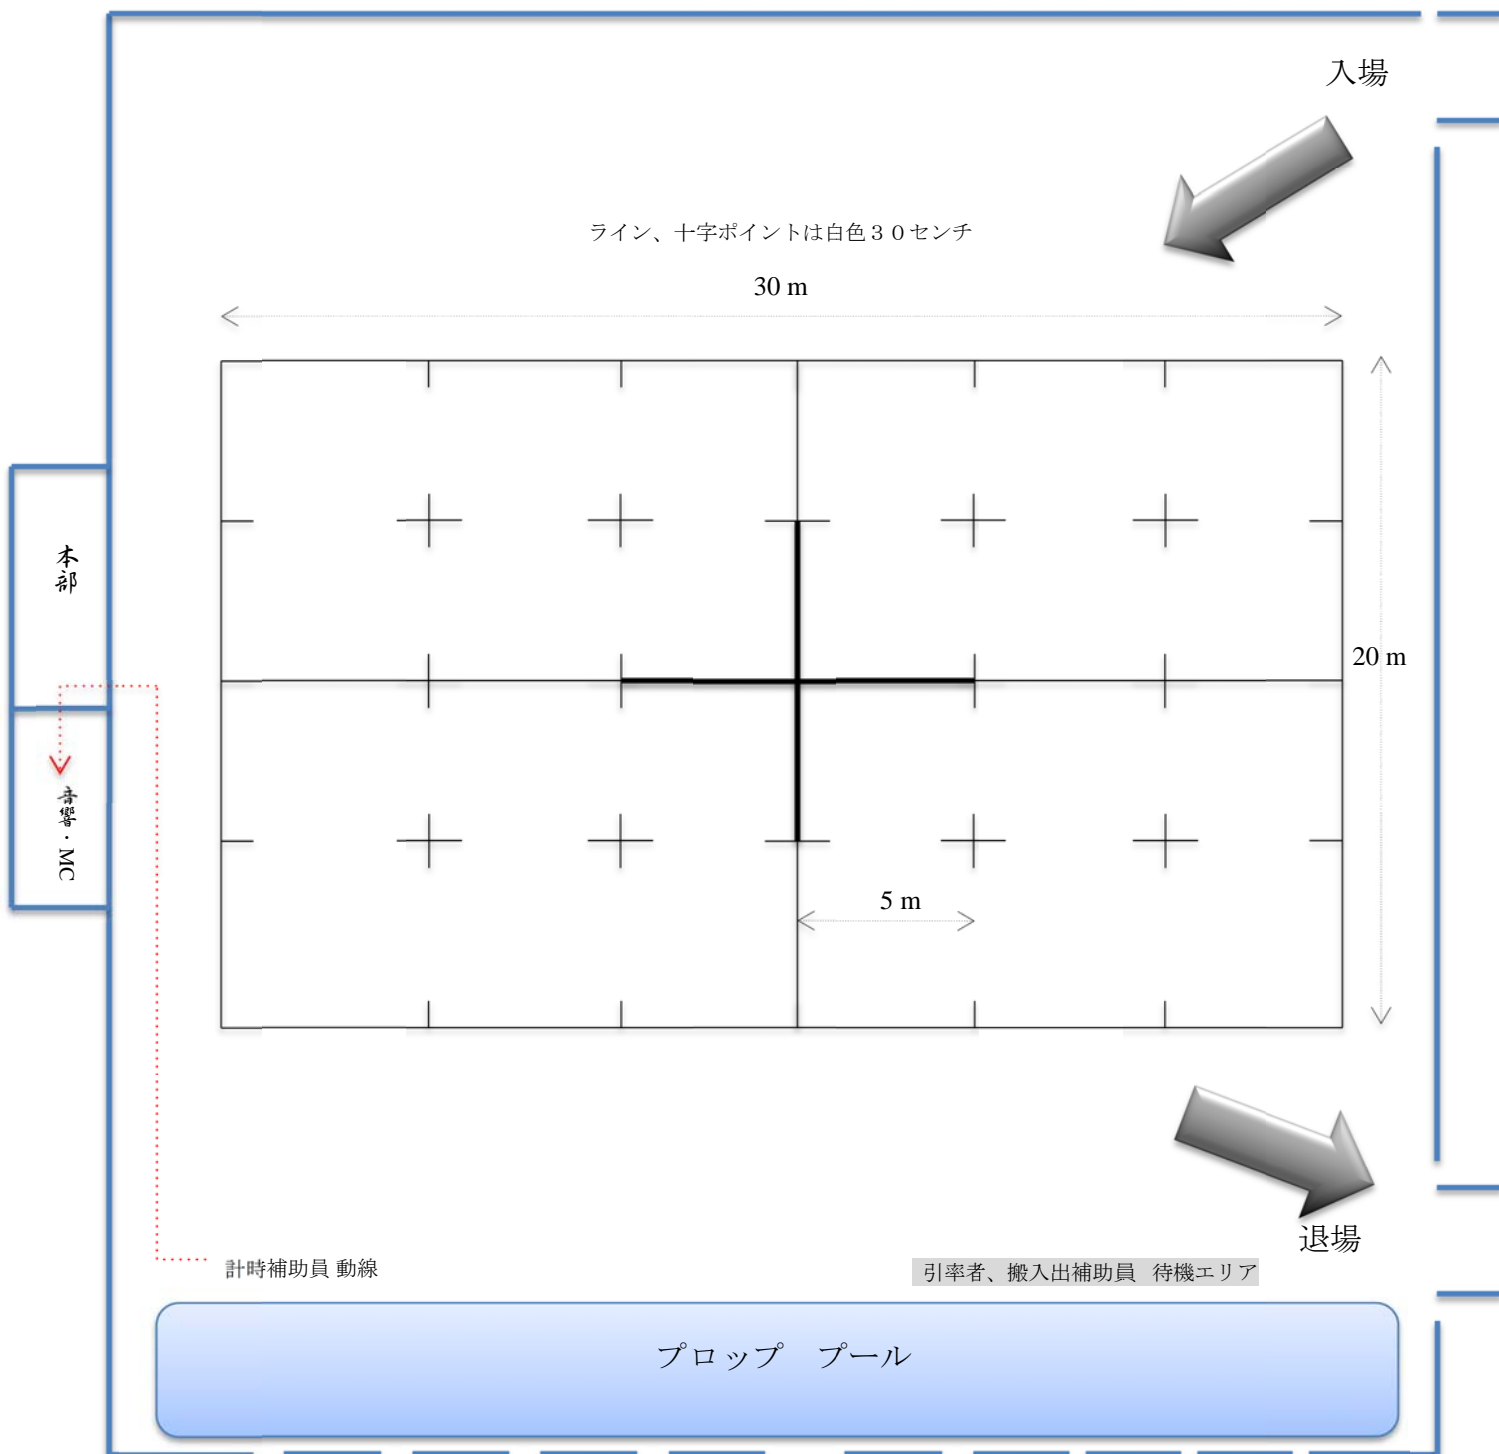 入場
ライン、十字ポイントは白色３０センチ
30 m
20 m
本部
音響・MC
5 m
退場
計時補助員 動線
引率者、搬入出補助員 待機エリア
プロップ　プール